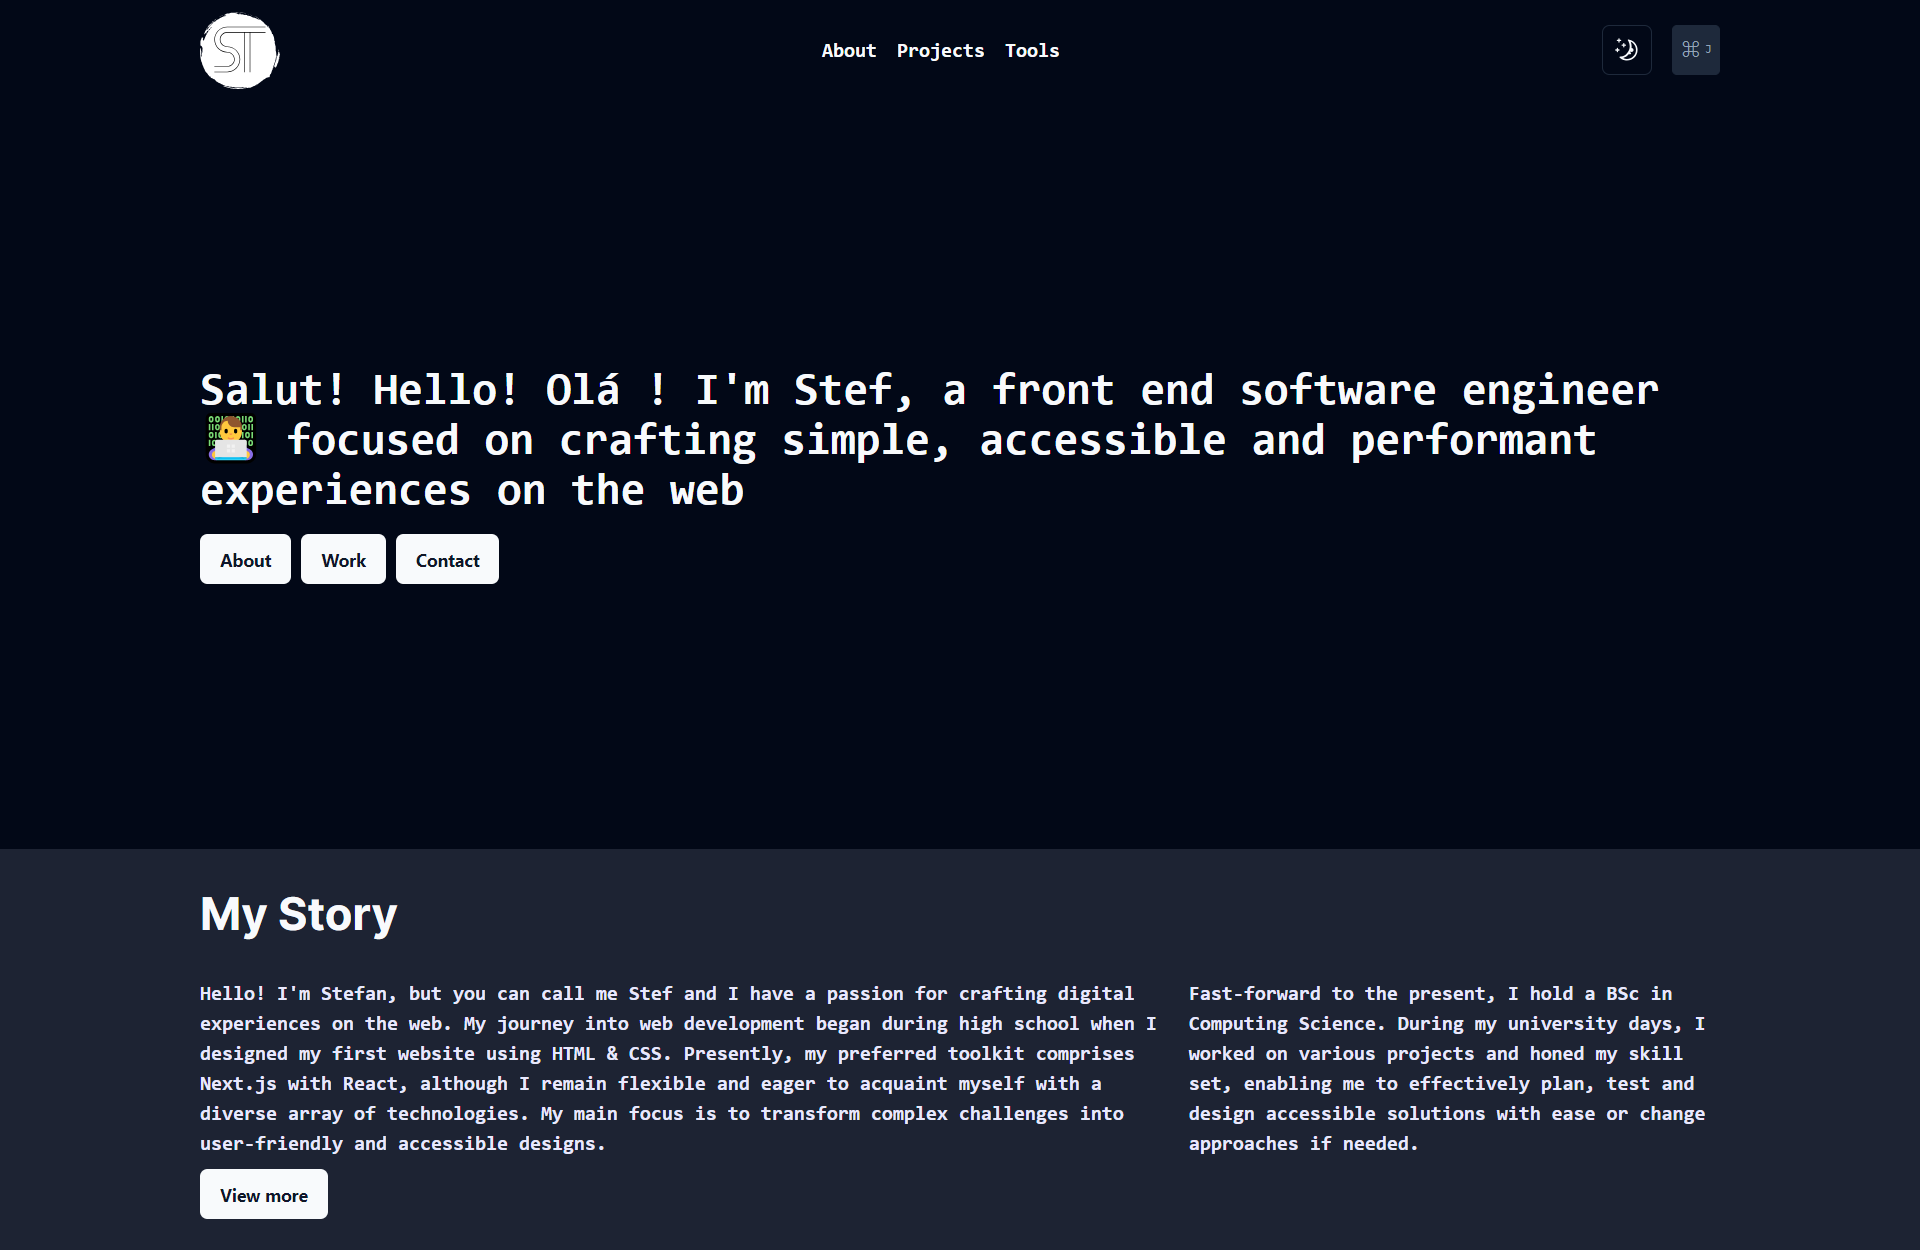 ST
About Projects Tools
⌘ J
Salut! Hello! Olá ! I'm Stef, a front end software engineer
focused on crafting simple, accessible and performant
experiences on the web
About Work Contact
My Story
Hello! I'm Stefan, but you can call me Stef and I have a passion for crafting digital
experiences on the web. My journey into web development began during high school when I
designed my first website using HTML & CSS. Presently, my preferred toolkit comprises
Next.js with React, although I remain flexible and eager to acquaint myself with a
diverse array of technologies. My main focus is to transform complex challenges into
user-friendly and accessible designs.
Fast-forward to the present, I hold a BSc in
Computing Science. During my university days, I
worked on various projects and honed my skill
set, enabling me to effectively plan, test and
design accessible solutions with ease or change
approaches if needed.
View more